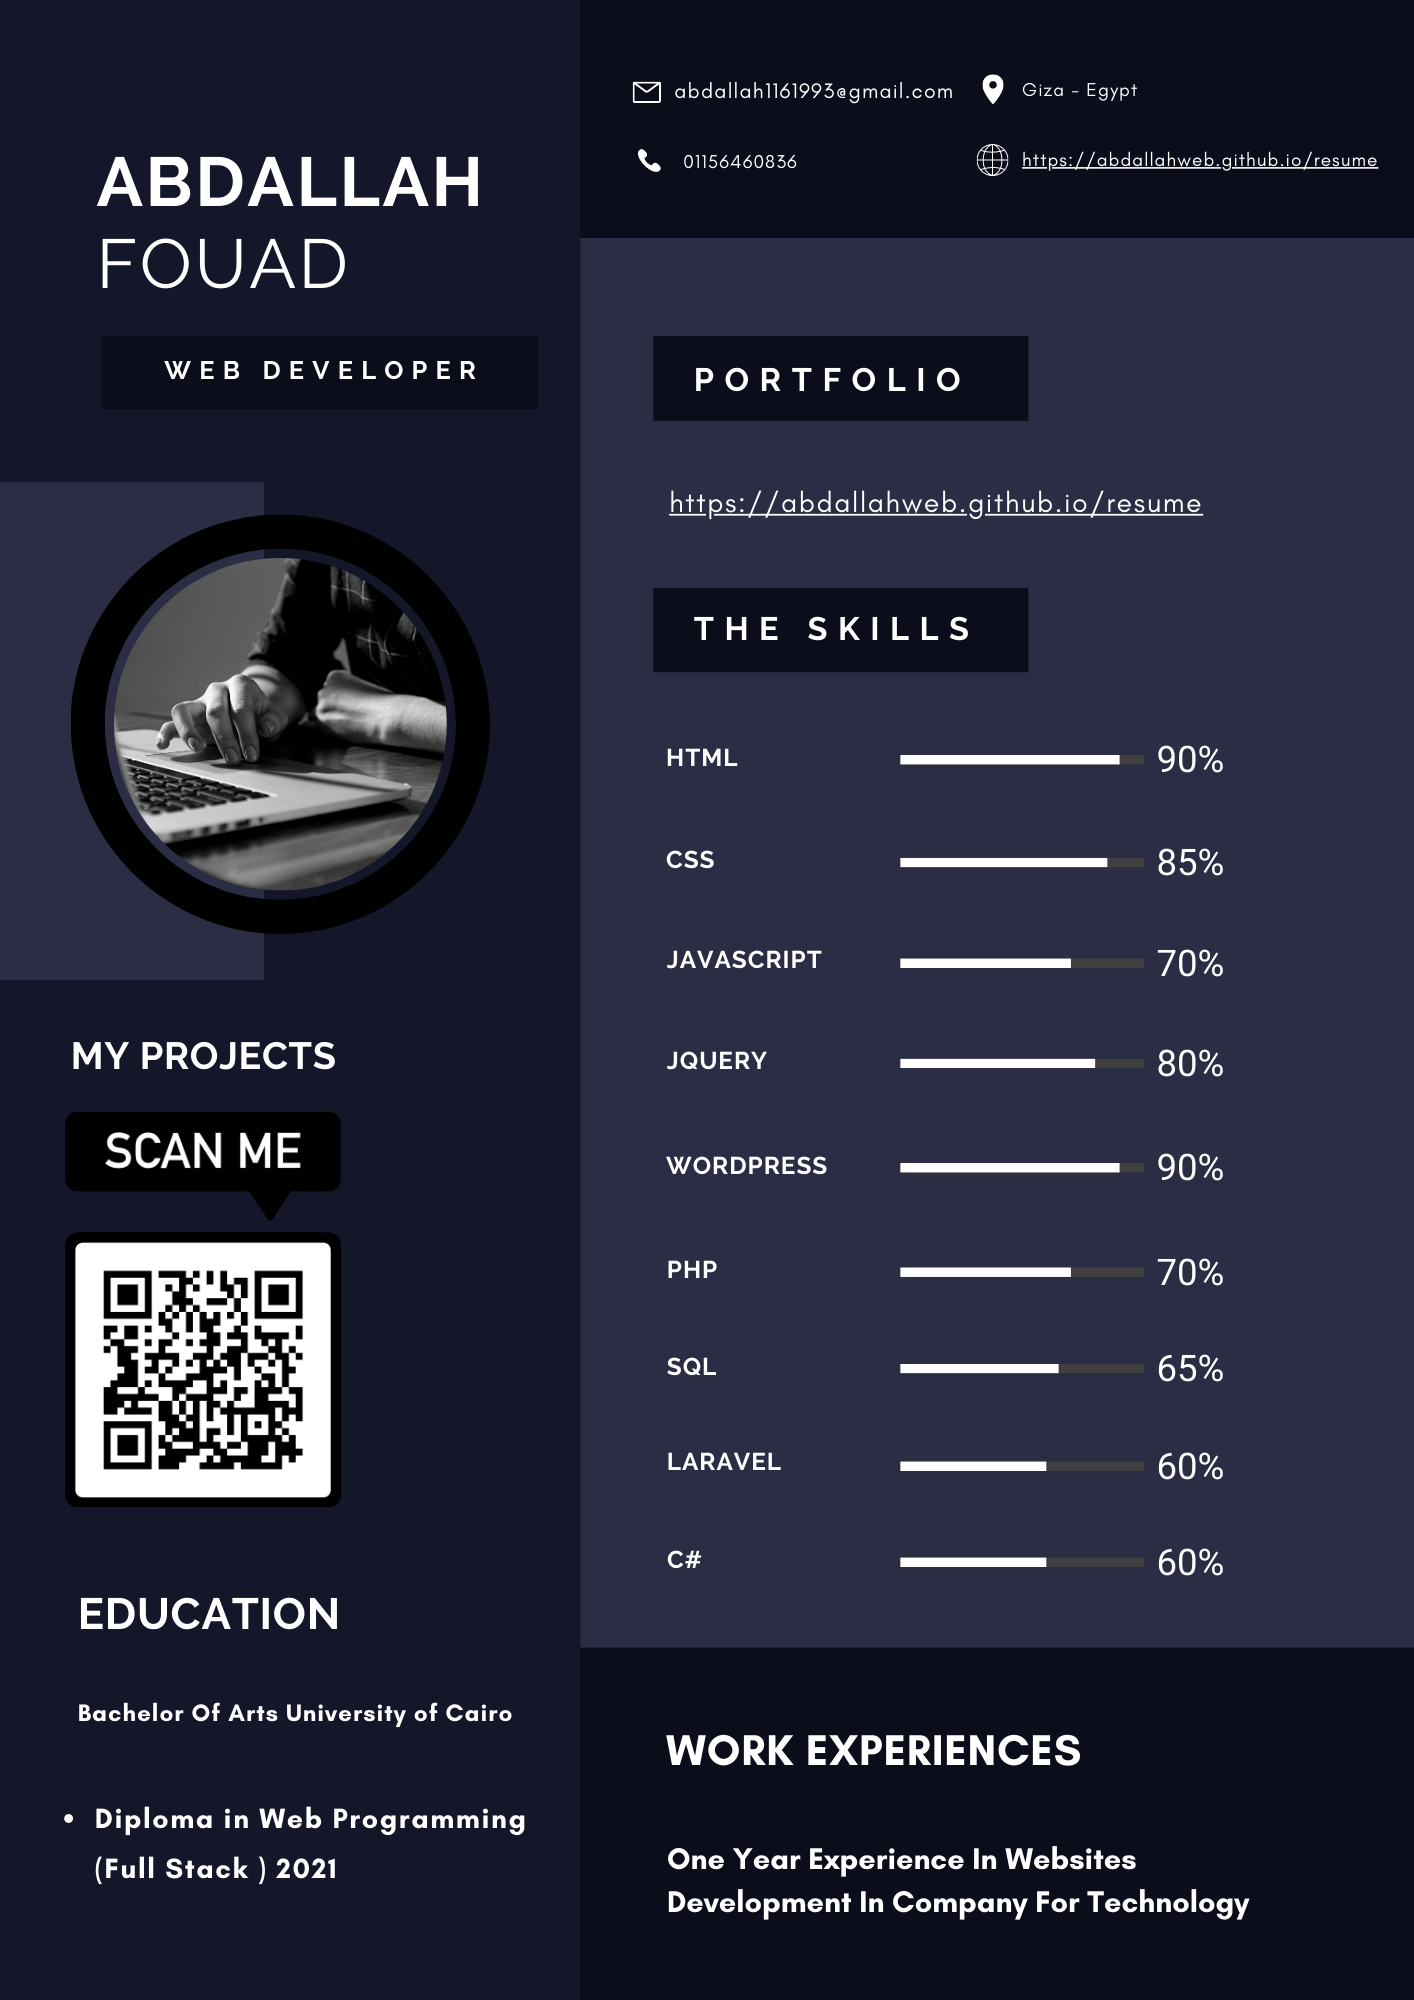 ABDALLAH
FOUAD
WEB DEVELOPER
abdallah1161993@gmail.com
Giza - Egypt
01156460836
https://abdallahweb.github.io/resume
PORTFOLIO
https://abdallahweb.github.io/resume
THE SKILLS
HTML 90%
CSS 85%
JAVASCRIPT 70%
JQUERY 80%
WORDPRESS 90%
PHP 70%
SQL 65%
LARAVEL 60%
C# 60%
MY PROJECTS
SCAN ME
EDUCATION
Bachelor Of Arts University of Cairo
• Diploma in Web Programming
(Full Stack ) 2021
WORK EXPERIENCES
One Year Experience In Websites
Development In Company For Technology